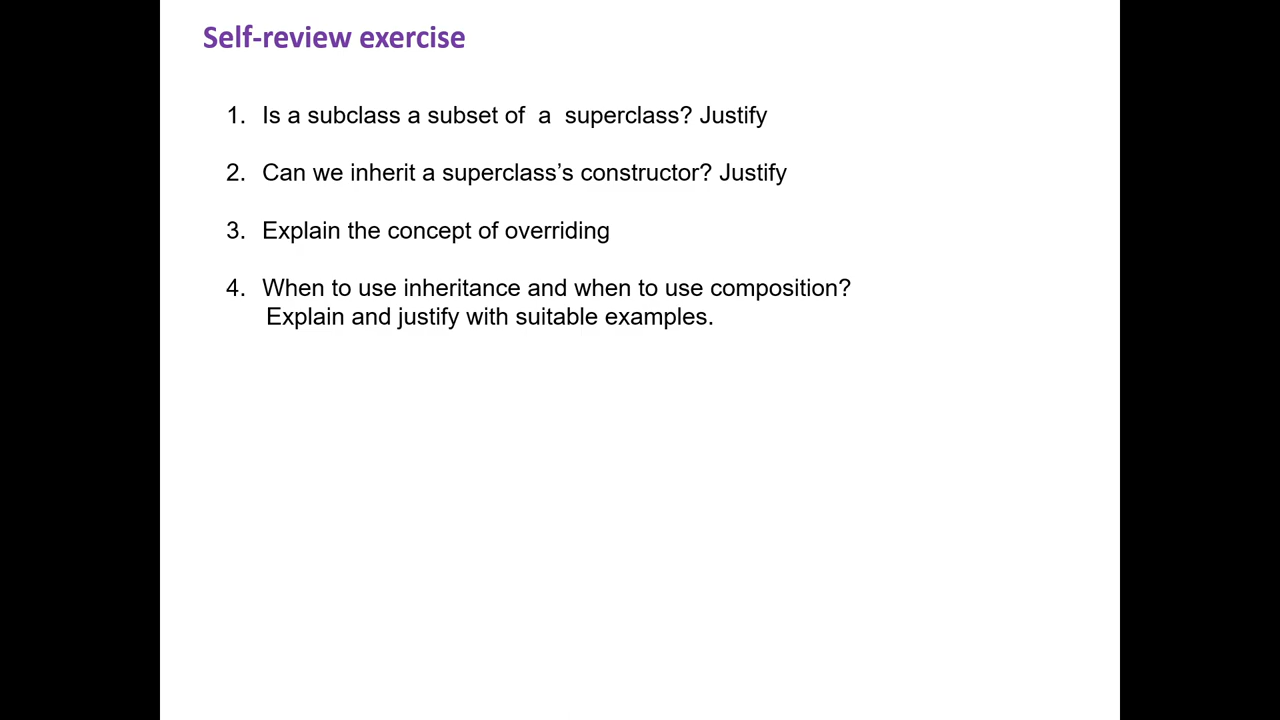 Self-review exercise
1. Is a subclass a subset of a superclass? Justify
2. Can we inherit a superclass’s constructor? Justify
3. Explain the concept of overriding
4. When to use inheritance and when to use composition?
Explain and justify with suitable examples.